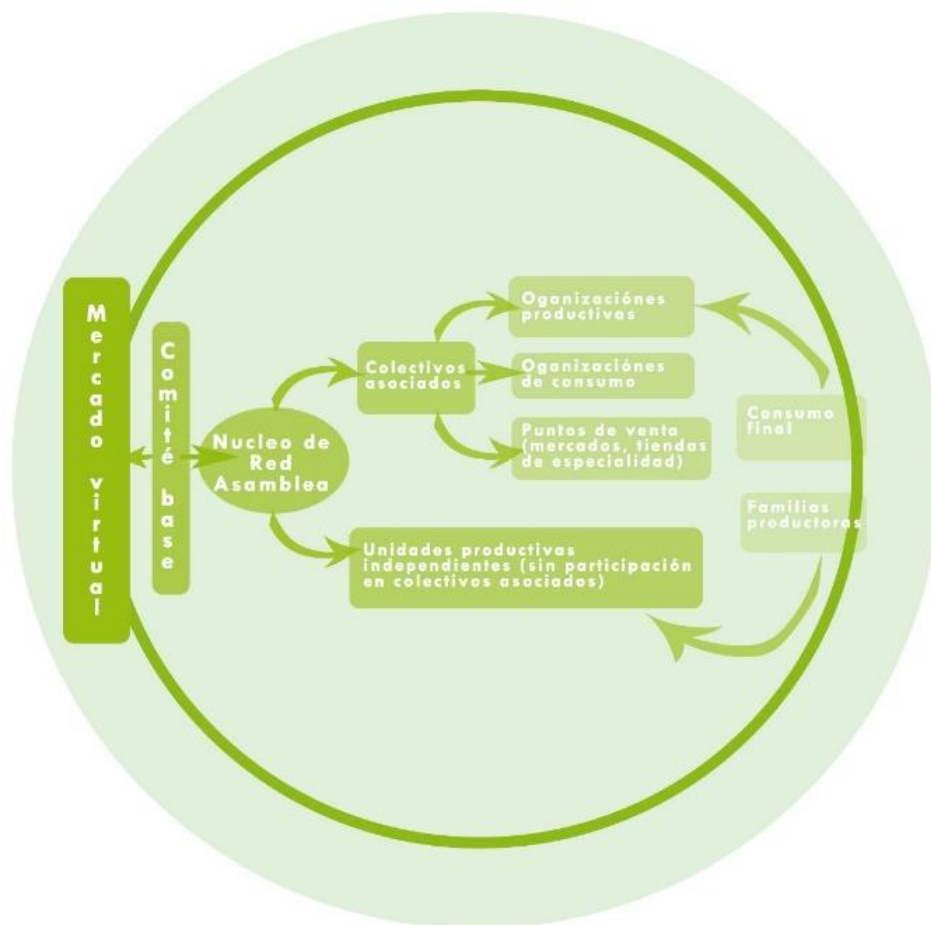 Mercado virtual
Comité base
Nucleo de
Red
Asamblea
Colectivos
asociados
Oganizaciónes
productivas
Oganizaciónes
de consumo
Puntos de venta
(mercados, tiendas
de especialidad)
Unidades productivas
independientes (sin participación
en colectivos asociados)
Consumo
final
Familias
productoras